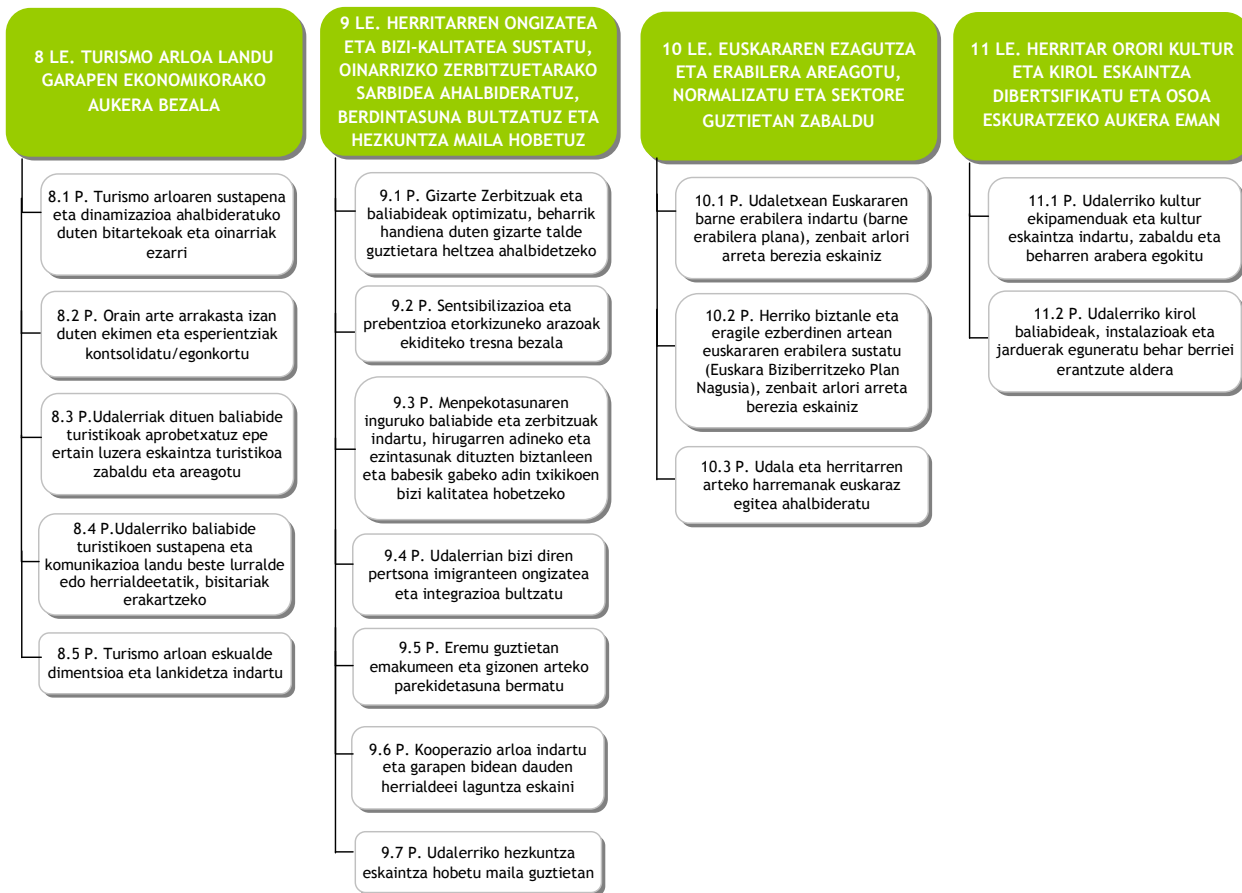 8 LE. TURISMO ARLOA LANDU
GARAPEN EKONOMIKORAKO
AUKERA BEZALA
8.1 P. Turismo arloaren sustapena
eta dinamizazioa ahalbideratuko
duten bitartekoak eta oinarriak
ezarri
8.2 P. Orain arte arrakasta izan
duten ekimen eta esperientziak
kontsolidatu/egonkortu
8.3 P.Udalerriak dituen baliabide
turistikoak aprobetxatuz epe
ertain luzera eskaintza turistikoa
zabaldu eta areagotu
8.4 P.Udalerriko baliabide
turistikoen sustapena eta
komunikazioa landu beste lurralde
edo herrialdeetatik, bisitariak
erakartzeko
8.5 P. Turismo arloan eskualde
dimentsioa eta lankidetza indartu
9 LE. HERRITARREN ONGIZATEA
ETA BIZI-KALITATEA SUSTATU,
OINARRIZKO ZERBITZUETARAKO
SARBIDEA AHALBIDERATUZ,
BERDINTASUNA BULTZATUZ ETA
HEZKUNTZA MAILA HOBETUZ
9.1 P. Gizarte Zerbitzuak eta
baliabideak optimizatu, beharrik
handiena duten gizarte talde
guztietara heltzea ahalbidetzeko
9.2 P. Sentsibilizazioa eta
prebentzioa etorkizuneko arazoak
ekiditeko tresna bezala
9.3 P. Menpekotasunaren
inguruko baliabide eta zerbitzuak
indartu, hirugarren adineko eta
ezintasunak dituzten biztanleen
eta babesik gabeko adin txikikoen
bizi kalitatea hobetzeko
9.4 P. Udalerrian bizi diren
pertsona imigranteen ongizatea
eta integrazioa bultzatu
9.5 P. Eremu guztietan
emakumeen eta gizonen arteko
parekidetasuna bermatu
9.6 P. Kooperazio arloa indartu
eta garapen bidean dauden
herrialdeei laguntza eskaini
9.7 P. Udalerriko hezkuntza
eskaintza hobetu maila guztietan
10 LE. EUSKARAREN EZAGUTZA
ETA ERABILERA AREAGOTU,
NORMALIZATU ETA SEKTORE
GUZTIETAN ZABALDU
10.1 P. Udaletxean Euskararen
barne erabilera indartu (barne
erabilera plana), zenbait arlori
arreta berezia eskainiz
10.2 P. Herriko biztanle eta
eragile ezberdinen artean
euskararen erabilera sustatu
(Euskara Biziberritzeko Plan
Nagusia), zenbait arlori arreta
berezia eskainiz
10.3 P. Udala eta herritarren
arteko harremanak euskaraz
egitea ahalbideratu
11 LE. HERRITAR ORORI KULTUR
ETA KIROL ESKAINTZA
DIBERTSIFIKATU ETA OSOA
ESKURATZEKO AUKERA EMAN
11.1 P. Udalerriko kultur
ekipamenduak eta kultur
eskaintza indartu, zabaldu eta
beharren arabera egokitu
11.2 P. Udalerriko kirol
baliabideak, instalazioak eta
jarduerak eguneratu behar berriei
erantzute aldera